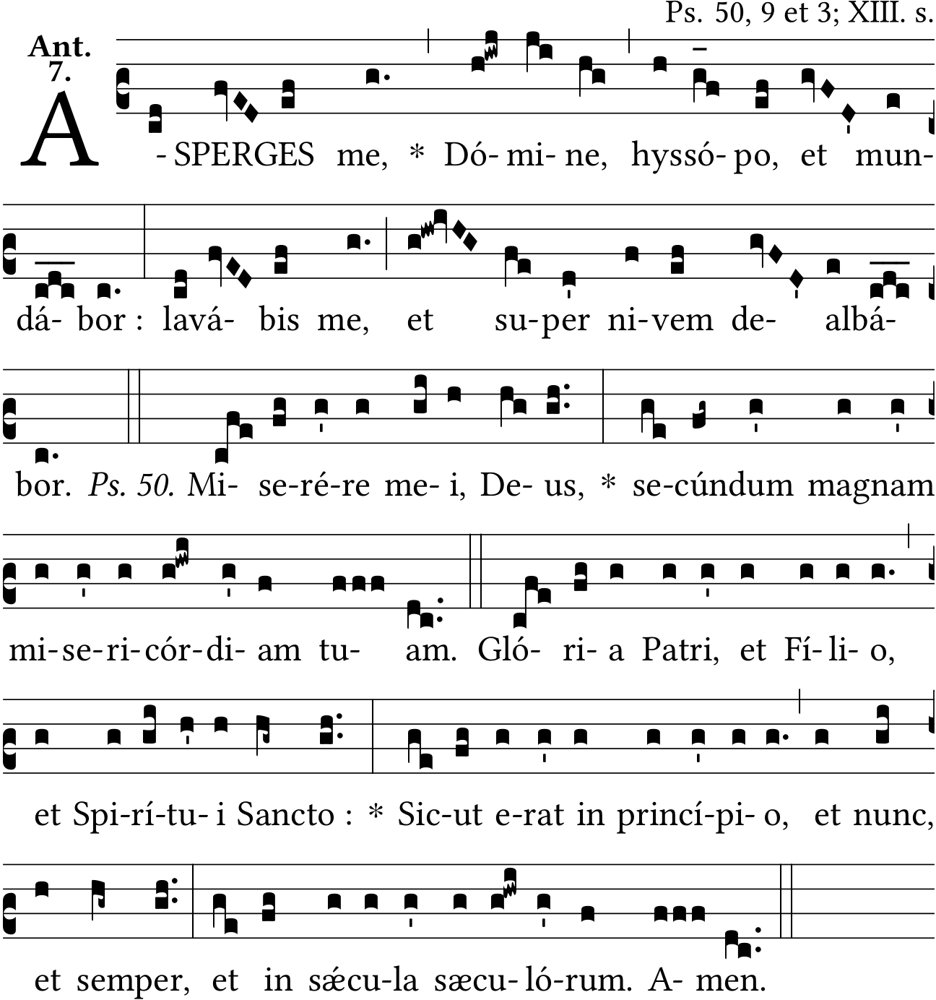 Ps. 50, 9 et 3; XIII. s.
Ant.
7.
A-SPERGES me, * Dó-mi-ne, hyssó-po, et mun-
dá-bor : lavá-bis me, et su-per ni-vem de-albá-
bor. Ps. 50. Mi-se-ré-re me-i, De-us, * se-cúndum magnam
mi-se-ri-cór-di-am tu-am. Gló-ri-a Patri, et Fí-li-o,
et Spi-rí-tu-i Sancto : * Sic-ut e-rat in princí-pi-o, et nunc,
et semper, et in sǽcu-la sæcu-ló-rum. A-men.